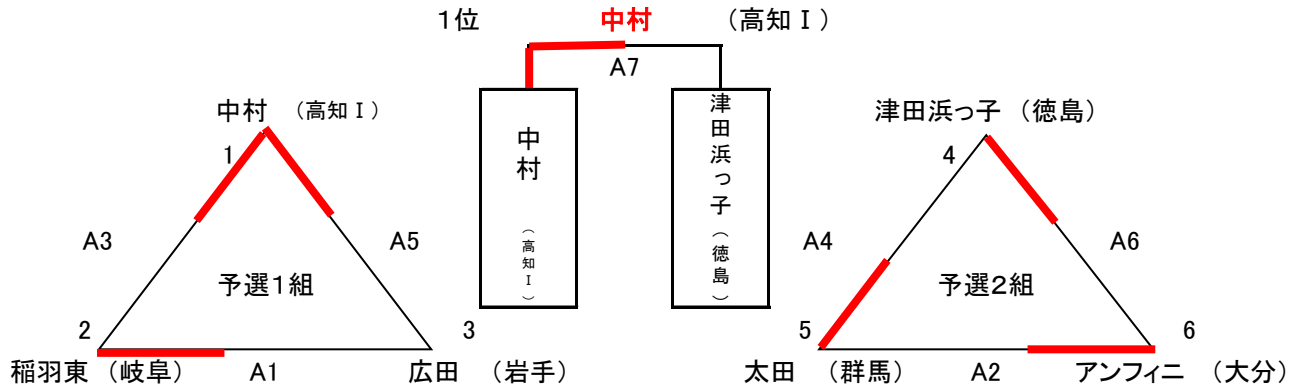 1位 中村 (高知Ⅰ)
A7
中村 (高知Ⅰ)
津田浜っ子 (徳島)
中村 (高知Ⅰ)
1
A3 A5
予選1組
2 3
稲羽東 (岐阜) A1 広田 (岩手)
津田浜っ子 (徳島)
4
A4 A6
予選2組
5 6
太田 (群馬) A2 アンフィニ (大分)